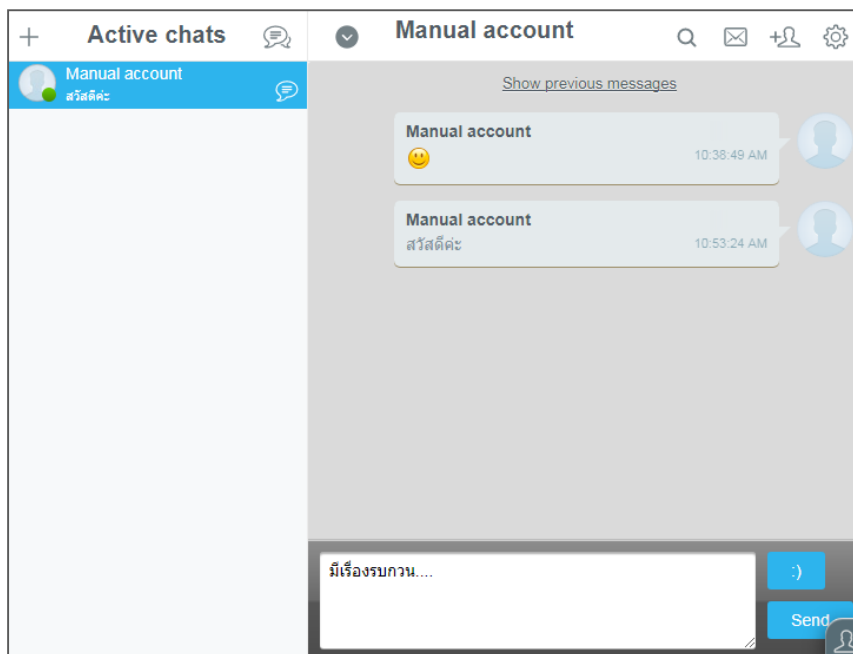 Active chats
Manual account
Manual account
สวัสดีค่ะ
Show previous messages
Manual account
10:38:49 AM
Manual account
สวัสดีค่ะ
10:53:24 AM
มีเรื่องรบกวน....
:)
Send